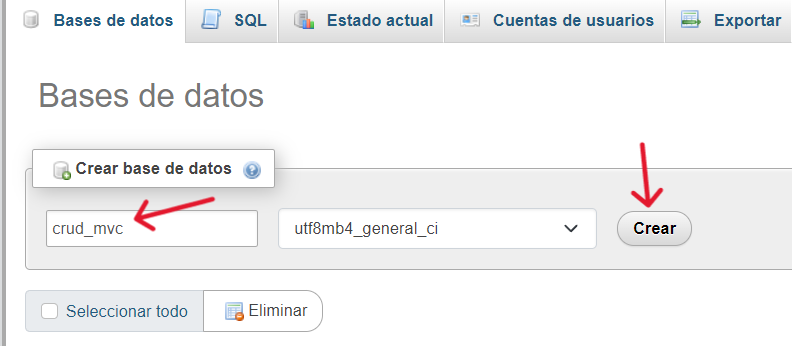 Bases de datos SQL Estado actual Cuentas de usuarios Exportar
Bases de datos
Crear base de datos
crud_mvc utf8mb4_general_ci Crear
Seleccionar todo Eliminar